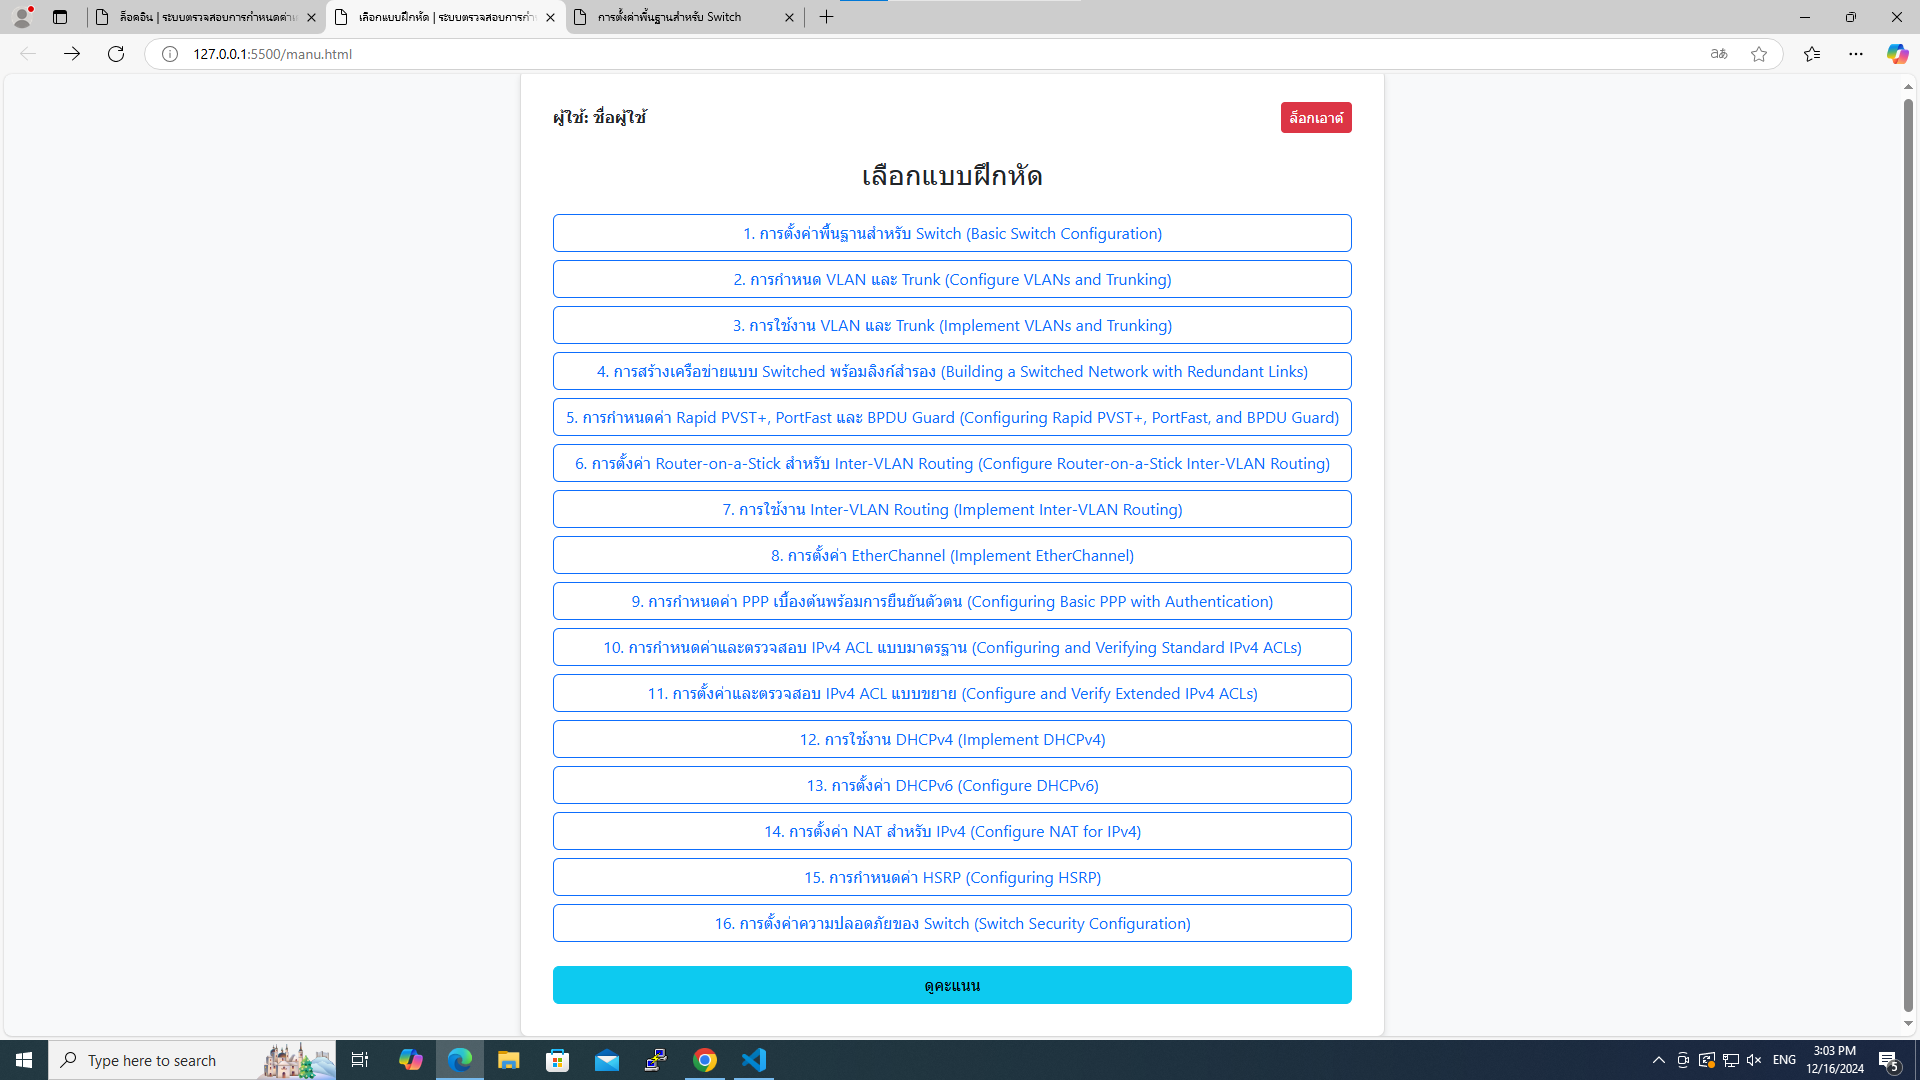 ล็อคอิน | ระบบตรวจสอบการกำหนดค่า
เลือกแบบฝึกหัด | ระบบตรวจสอบการกำ
การตั้งค่าพื้นฐานสำหรับ Switch
127.0.0.1:5500/manu.html
ผู้ใช้: ชื่อผู้ใช้
ล็อกเอาต์
เลือกแบบฝึกหัด
1. การตั้งค่าพื้นฐานสำหรับ Switch (Basic Switch Configuration)
2. การกำหนด VLAN และ Trunk (Configure VLANs and Trunking)
3. การใช้งาน VLAN และ Trunk (Implement VLANs and Trunking)
4. การสร้างเครือข่ายแบบ Switched พร้อมลิงก์สำรอง (Building a Switched Network with Redundant Links)
5. การกำหนดค่า Rapid PVST+, PortFast และ BPDU Guard (Configuring Rapid PVST+, PortFast, and BPDU Guard)
6. การตั้งค่า Router-on-a-Stick สำหรับ Inter-VLAN Routing (Configure Router-on-a-Stick Inter-VLAN Routing)
7. การใช้งาน Inter-VLAN Routing (Implement Inter-VLAN Routing)
8. การตั้งค่า EtherChannel (Implement EtherChannel)
9. การกำหนดค่า PPP เบื้องต้นพร้อมการยืนยันตัวตน (Configuring Basic PPP with Authentication)
10. การกำหนดค่าและตรวจสอบ IPv4 ACL แบบมาตรฐาน (Configuring and Verifying Standard IPv4 ACLs)
11. การตั้งค่าและตรวจสอบ IPv4 ACL แบบขยาย (Configure and Verify Extended IPv4 ACLs)
12. การใช้งาน DHCPv4 (Implement DHCPv4)
13. การตั้งค่า DHCPv6 (Configure DHCPv6)
14. การตั้งค่า NAT สำหรับ IPv4 (Configure NAT for IPv4)
15. การกำหนดค่า HSRP (Configuring HSRP)
16. การตั้งค่าความปลอดภัยของ Switch (Switch Security Configuration)
ดูคะแนน
Type here to search
ENG
3:03 PM
12/16/2024
5